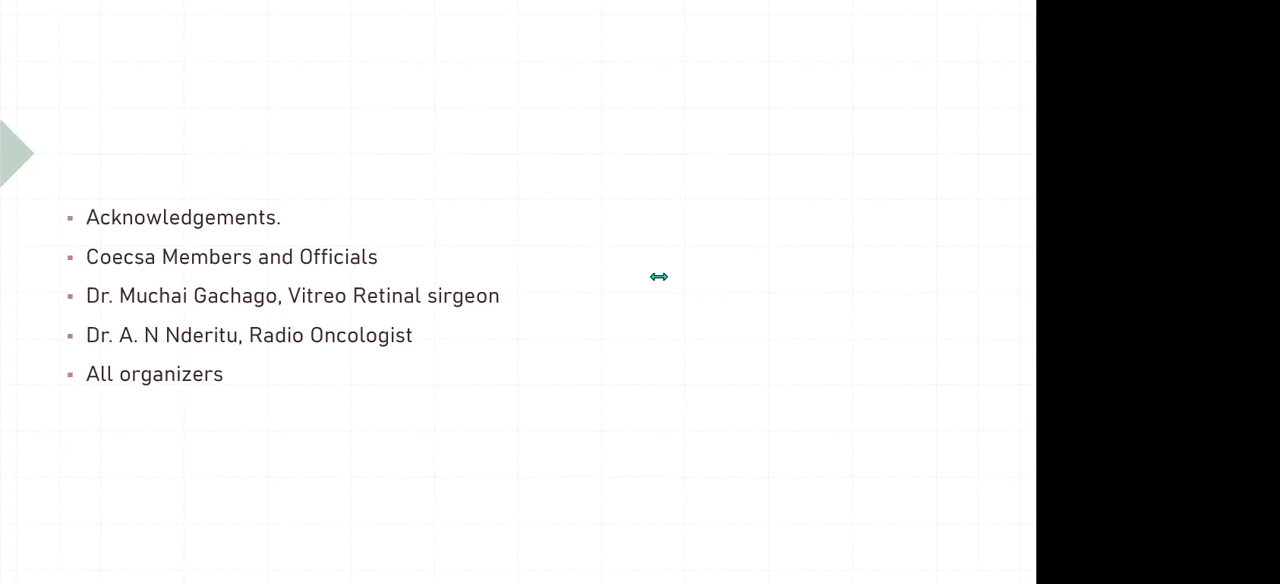 Acknowledgements.
Coecsa Members and Officials
Dr. Muchai Gachago, Vitreo Retinal sirgeon
Dr. A. N Nderitu, Radio Oncologist
All organizers